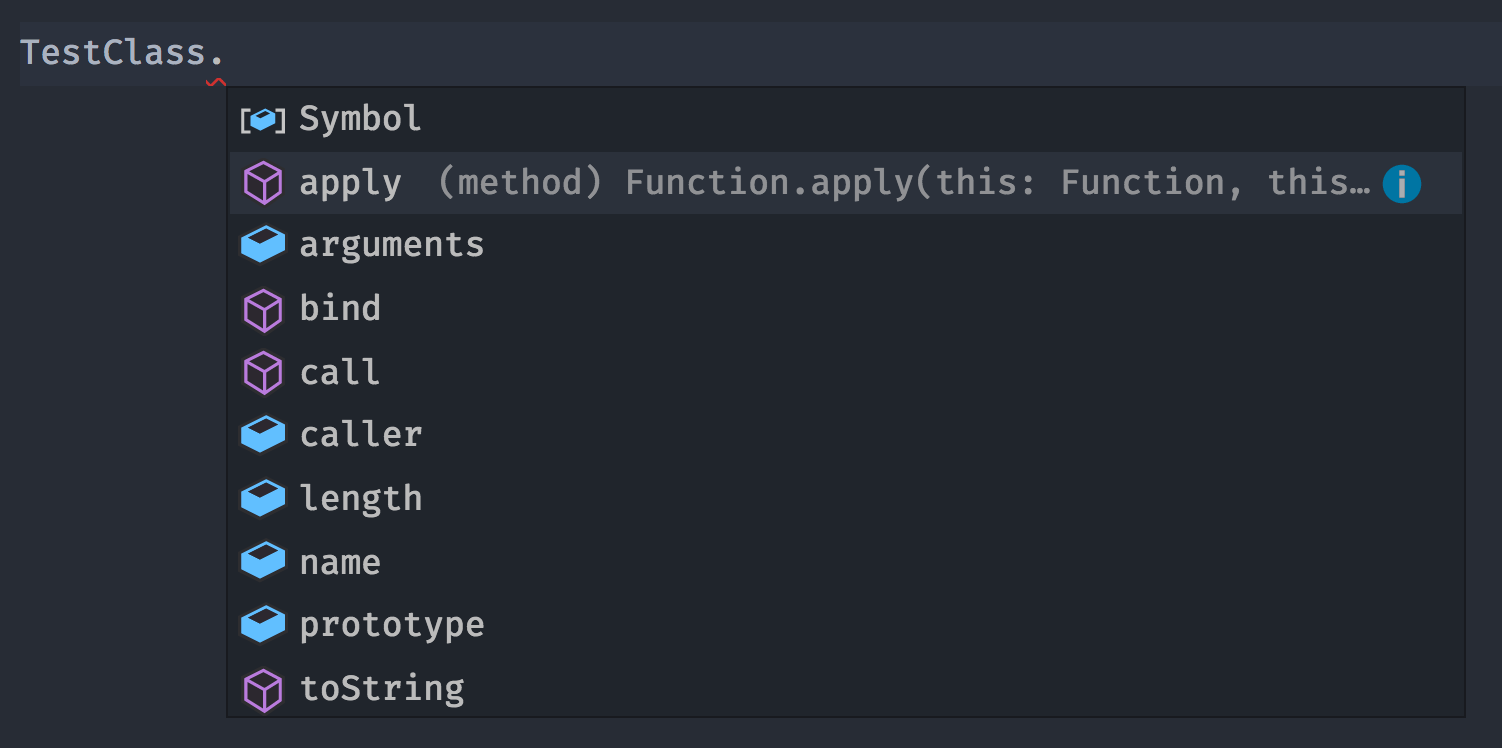 TestClass.
Symbol
apply (method) Function.apply(this: Function, this…
arguments
bind
call
caller
length
name
prototype
toString